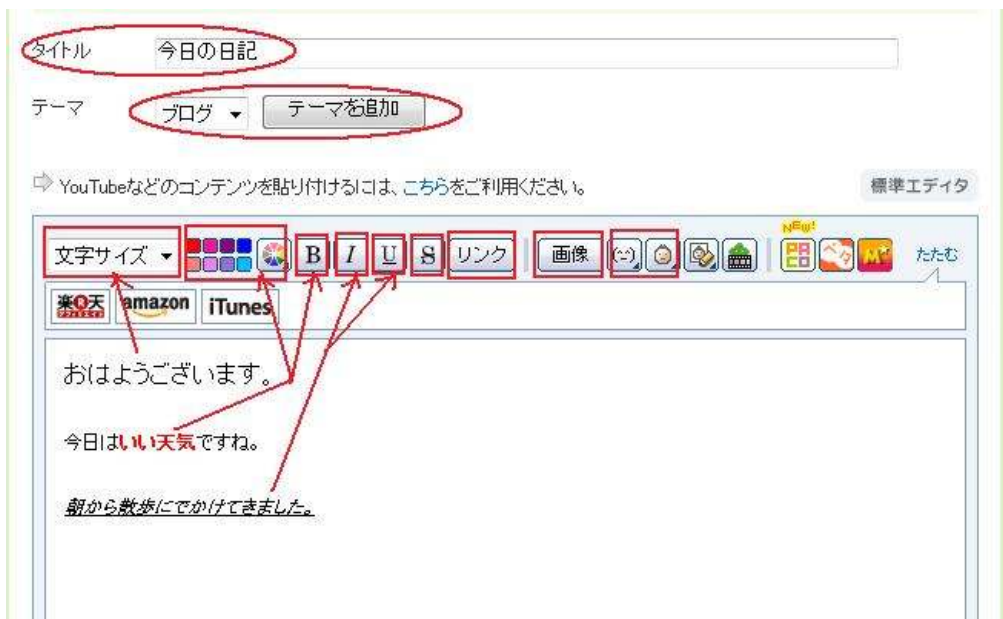 タイトル 今日の日記
テーマ ブログ テーマを追加
YouTubeなどのコンテンツを貼り付けるには、こちらをご利用ください。 標準エディタ
NEW!
文字サイズ B I U S リンク 画像 たたむ
楽天 amazon iTunes
おはようございます。
今日はいい天気ですね。
朝から散歩にでかけてきました。